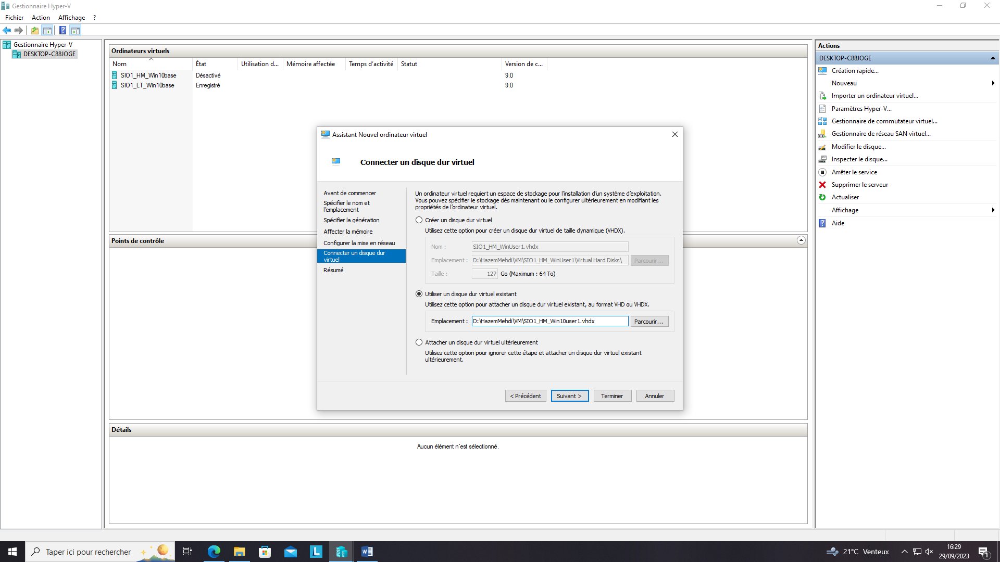 Gestionnaire Hyper-V
Fichier Action Affichage ?
Gestionnaire Hyper-V
DESKTOP-C88JOGE
Ordinateurs virtuels
Nom État Utilisation d... Mémoire affectée Temps d'activité Statut Version de c...
SIO1_HM_Win10base Désactivé 9.0
SIO1_LT_Win10base Enregistré 9.0
Points de contrôle
Détails
Aucun élément n'est sélectionné.
Assistant Nouvel ordinateur virtuel
Connecter un disque dur virtuel
Avant de commencer
Spécifier le nom et
l'emplacement
Spécifier la génération
Affecter la mémoire
Configurer la mise en réseau
Connecter un disque dur
virtuel
Résumé
Un ordinateur virtuel requiert un espace de stockage pour l'installation d'un système d'exploitation.
Vous pouvez spécifier le stockage dès maintenant ou le configurer ultérieurement en modifiant les
propriétés de l'ordinateur virtuel.
Créer un disque dur virtuel
Utilisez cette option pour créer un disque dur virtuel de taille dynamique (VHDX).
Nom : SIO1_HM_WinUser1.vhdx
Emplacement : D:\HazemMehdi\VM\SIO1_HM_WinUser1\Virtual Hard Disks\ Parcourir...
Taille : 127 Go (Maximum : 64 To)
Utiliser un disque dur virtuel existant
Utilisez cette option pour attacher un disque dur virtuel existant, au format VHD ou VHDX.
Emplacement : D:\HazemMehdi\VM\SIO1_HM_Win10user1.vhdx Parcourir...
Attacher un disque dur virtuel ultérieurement
Utilisez cette option pour ignorer cette étape et attacher un disque dur virtuel existant
ultérieurement.
< Précédent Suivant > Terminer Annuler
Actions
DESKTOP-C88JOGE
Création rapide...
Nouveau
Importer un ordinateur virtuel...
Paramètres Hyper-V...
Gestionnaire de commutateur virtuel...
Gestionnaire de réseau SAN virtuel...
Modifier le disque...
Inspecter le disque...
Arrêter le service
Supprimer le serveur
Actualiser
Affichage
Aide
Taper ici pour rechercher
21°C Venteux
16:29
29/09/2023
1